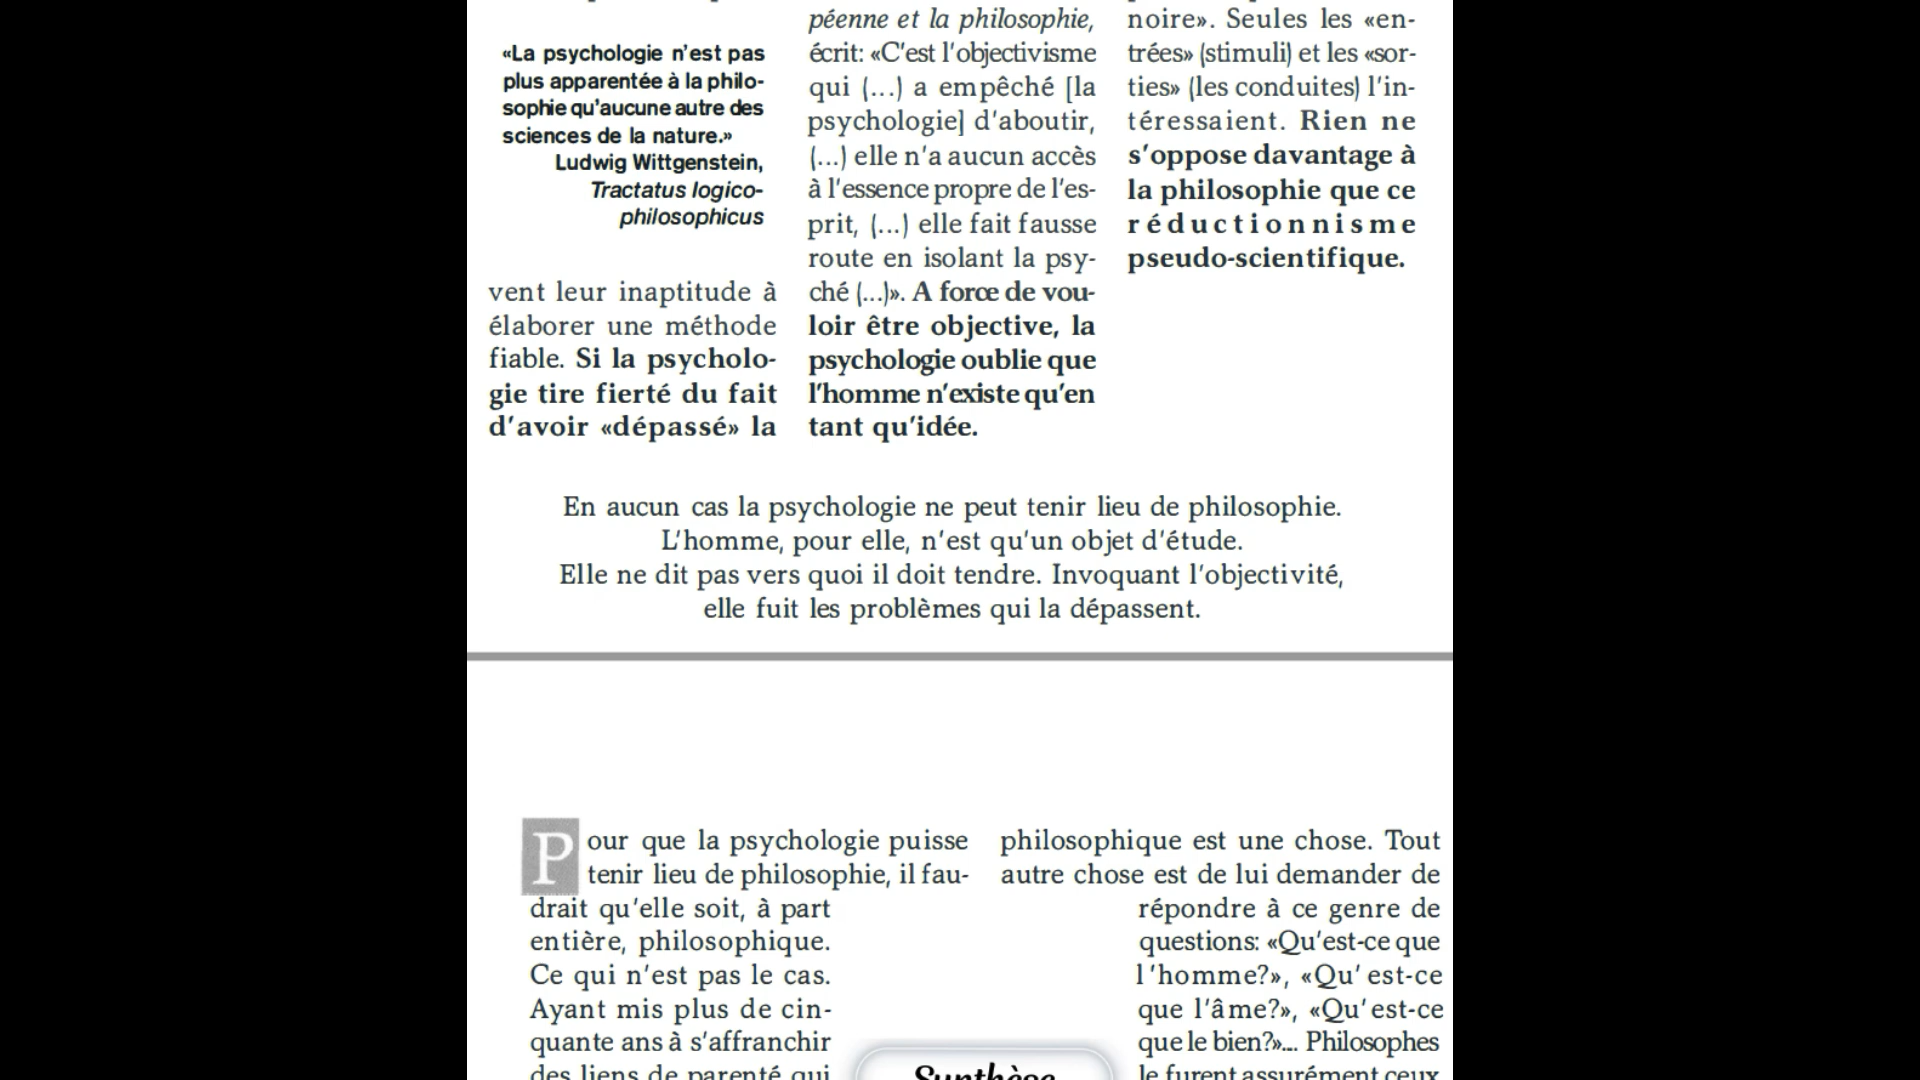 «La psychologie n'est pas
plus apparentée à la philo-
sophie qu'aucune autre des
sciences de la nature.»
Ludwig Wittgenstein,
Tractatus logico-
philosophicus
vent leur inaptitude à
élaborer une méthode
fiable. Si la psycholo-
gie tire fierté du fait
d'avoir «dépassé» la
péenne et la philosophie,
écrit: «C'est l'objectivisme
qui (...) a empêché [la
psychologie] d'aboutir,
(...) elle n'a aucun accès
à l'essence propre de l'es-
prit, (...) elle fait fausse
route en isolant la psy-
ché (...)». A force de vou-
loir être objective, la
psychologie oublie que
l'homme n'existe qu'en
tant qu'idée.
noire». Seules les «en-
trées» (stimuli) et les «sor-
ties» (les conduites) l'in-
téressaient. Rien ne
s'oppose davantage à
la philosophie que ce
réductionnisme
pseudo-scientifique.
En aucun cas la psychologie ne peut tenir lieu de philosophie.
L'homme, pour elle, n'est qu'un objet d'étude.
Elle ne dit pas vers quoi il doit tendre. Invoquant l'objectivité,
elle fuit les problèmes qui la dépassent.
Pour que la psychologie puisse
tenir lieu de philosophie, il fau-
drait qu'elle soit, à part
entière, philosophique.
Ce qui n'est pas le cas.
Ayant mis plus de cin-
quante ans à s'affranchir
des liens de parenté qui
Synthèse
philosophique est une chose. Tout
autre chose est de lui demander de
répondre à ce genre de
questions: «Qu'est-ce que
l'homme?», «Qu'est-ce
que l'âme?», «Qu'est-ce
que le bien?»... Philosophes
le furent assurément ceux